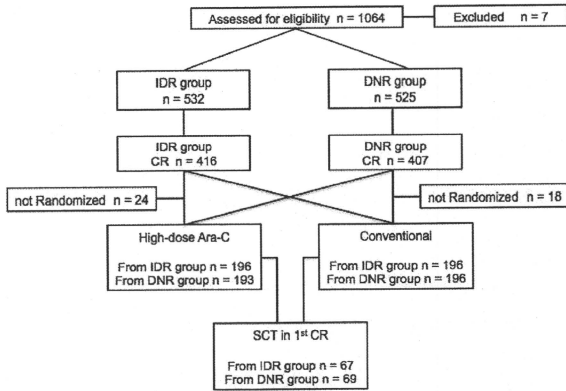 Assessed for eligibility n = 1064
Excluded n = 7
IDR group
n = 532
DNR group
n = 525
IDR group
CR n = 416
DNR group
CR n = 407
not Randomized n = 24
not Randomized n = 18
High-dose Ara-C
From IDR group n = 196
From DNR group n = 193
Conventional
From IDR group n = 196
From DNR group n = 196
SCT in 1st CR
From IDR group n = 67
From DNR group n = 69